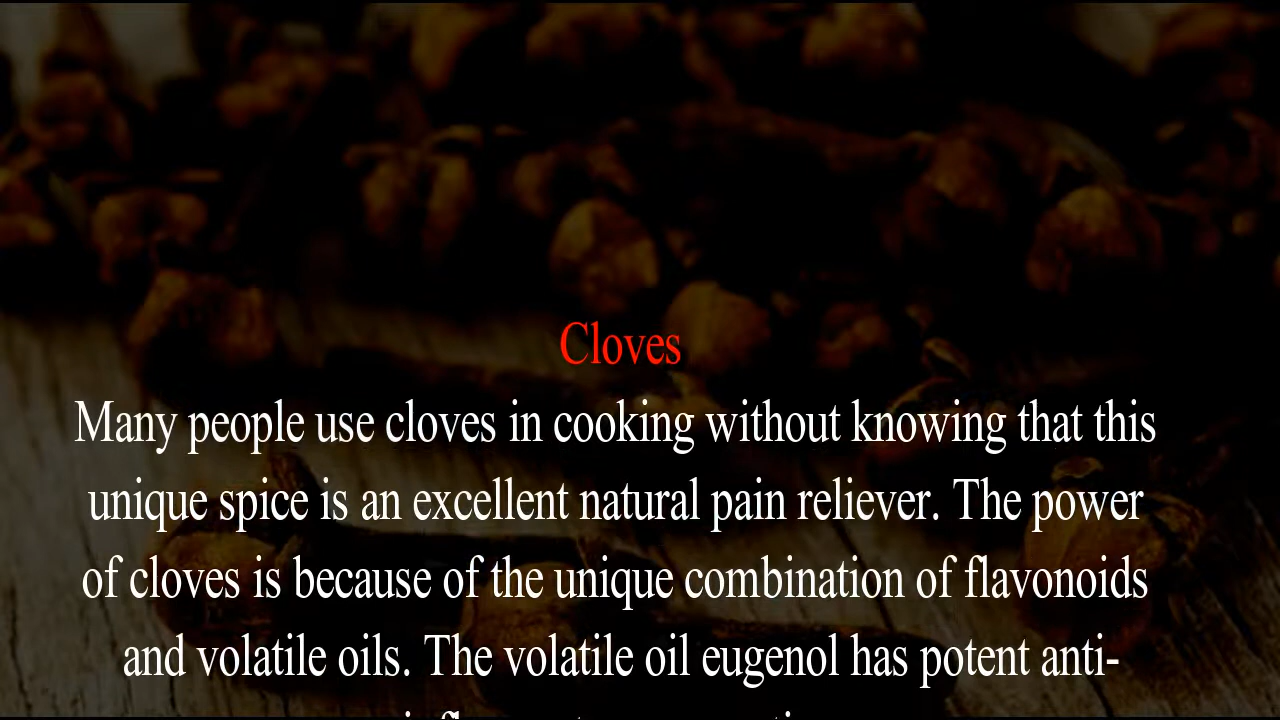 Cloves
Many people use cloves in cooking without knowing that this
unique spice is an excellent natural pain reliever. The power
of cloves is because of the unique combination of flavonoids
and volatile oils. The volatile oil eugenol has potent anti-